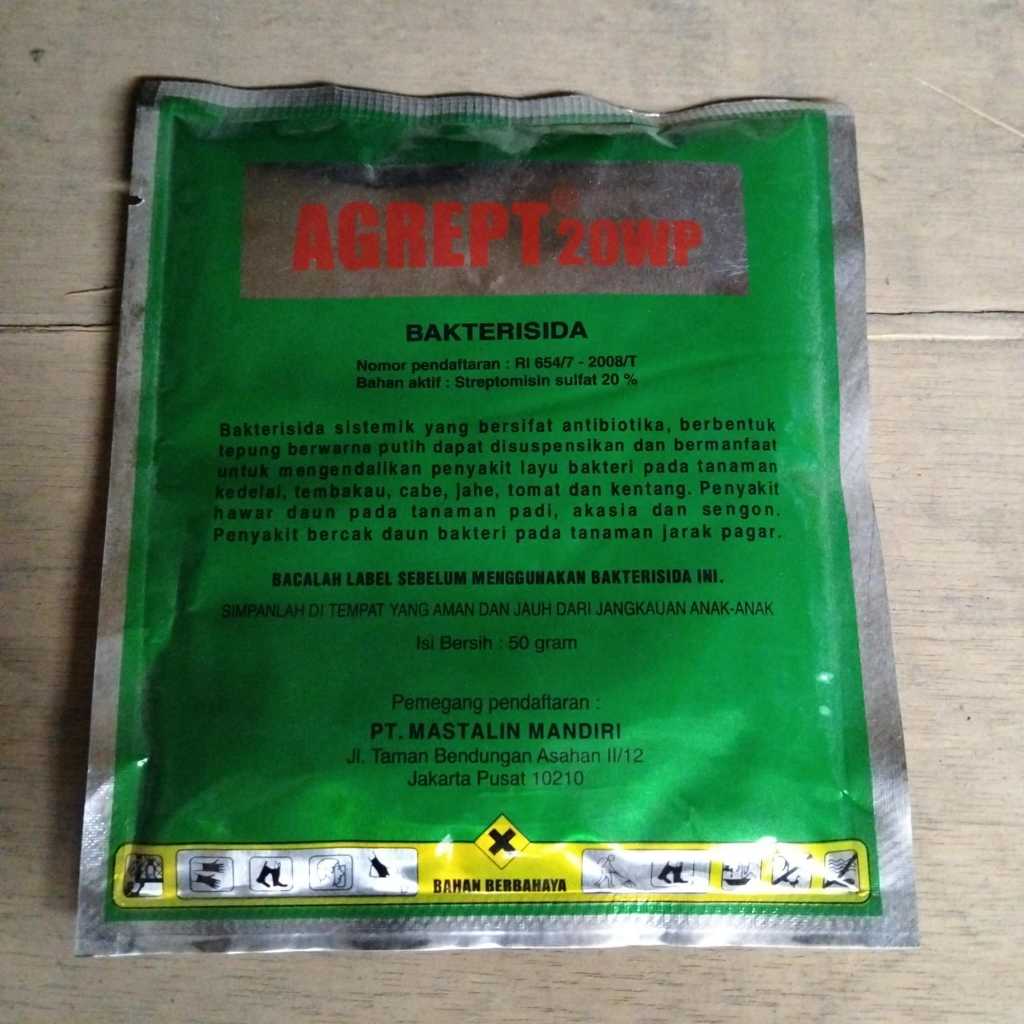 AGREPT® 20WP
BAKTERISIDA
Nomor pendaftaran : RI 654/7 - 2008/T
Bahan aktif : Streptomisin sulfat 20 %
Bakterisida sistemik yang bersifat antibiotika, berbentuk
tepung berwarna putih dapat disuspensikan dan bermanfaat
untuk mengendalikan penyakit layu bakteri pada tanaman
kedelai, tembakau, cabe, jahe, tomat dan kentang. Penyakit
hawar daun pada tanaman padi, akasia dan sengon.
Penyakit bercak daun bakteri pada tanaman jarak pagar.
BACALAH LABEL SEBELUM MENGGUNAKAN BAKTERISIDA INI.
SIMPANLAH DI TEMPAT YANG AMAN DAN JAUH DARI JANGKAUAN ANAK-ANAK
Isi Bersih : 50 gram
Pemegang pendaftaran :
PT. MASTALIN MANDIRI
Jl. Taman Bendungan Asahan II/12
Jakarta Pusat 10210
BAHAN BERBAHAYA